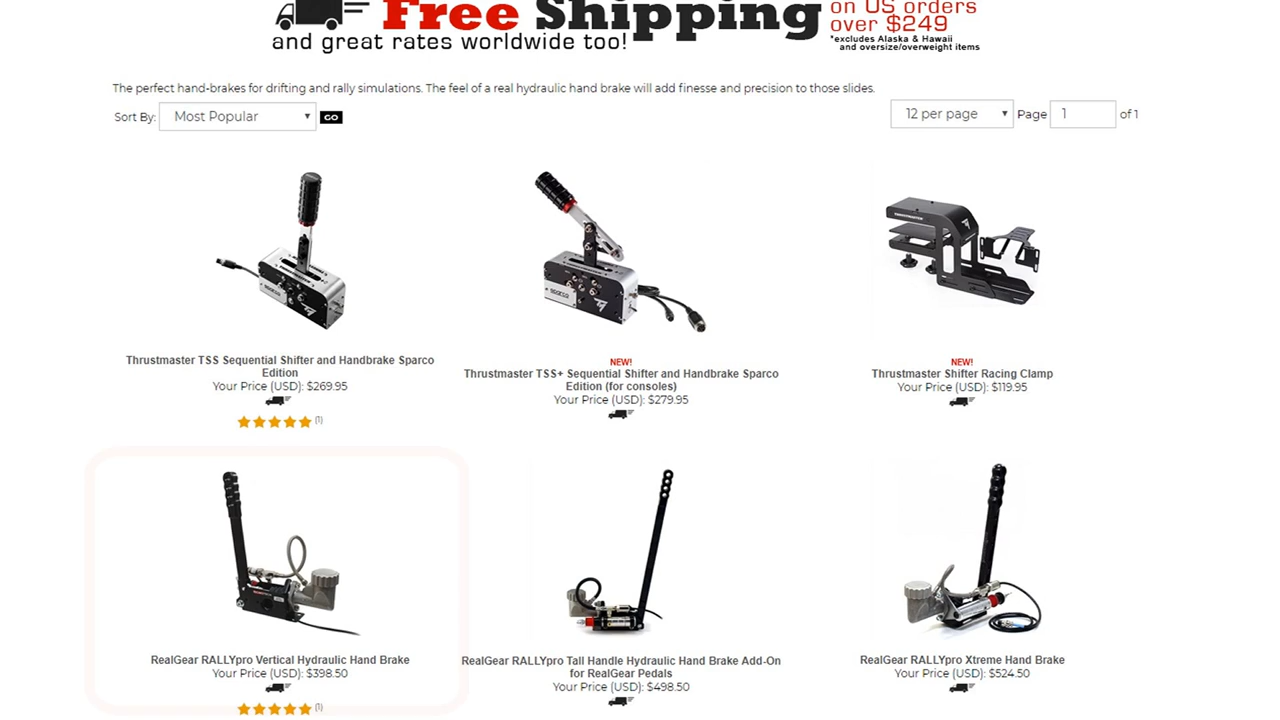 Free Shipping on US orders
over $249
*excludes Alaska & Hawaii
and oversize/overweight items
and great rates worldwide too!
The perfect hand-brakes for drifting and rally simulations. The feel of a real hydraulic hand brake will add finesse and precision to those slides.
Sort By: Most Popular GO 12 per page Page 1 of 1
THRUSTMASTER
SPARCO
Thrustmaster TSS Sequential Shifter and Handbrake Sparco
Edition
Your Price (USD): $269.95
(1)
NEW!
Thrustmaster TSS+ Sequential Shifter and Handbrake Sparco
Edition (for consoles)
Your Price (USD): $279.95
NEW!
Thrustmaster Shifter Racing Clamp
Your Price (USD): $119.95
RealGear RALLYpro Vertical Hydraulic Hand Brake
Your Price (USD): $398.50
(1)
RealGear RALLYpro Tall Handle Hydraulic Hand Brake Add-On
for RealGear Pedals
Your Price (USD): $498.50
RealGear RALLYpro Xtreme Hand Brake
Your Price (USD): $524.50